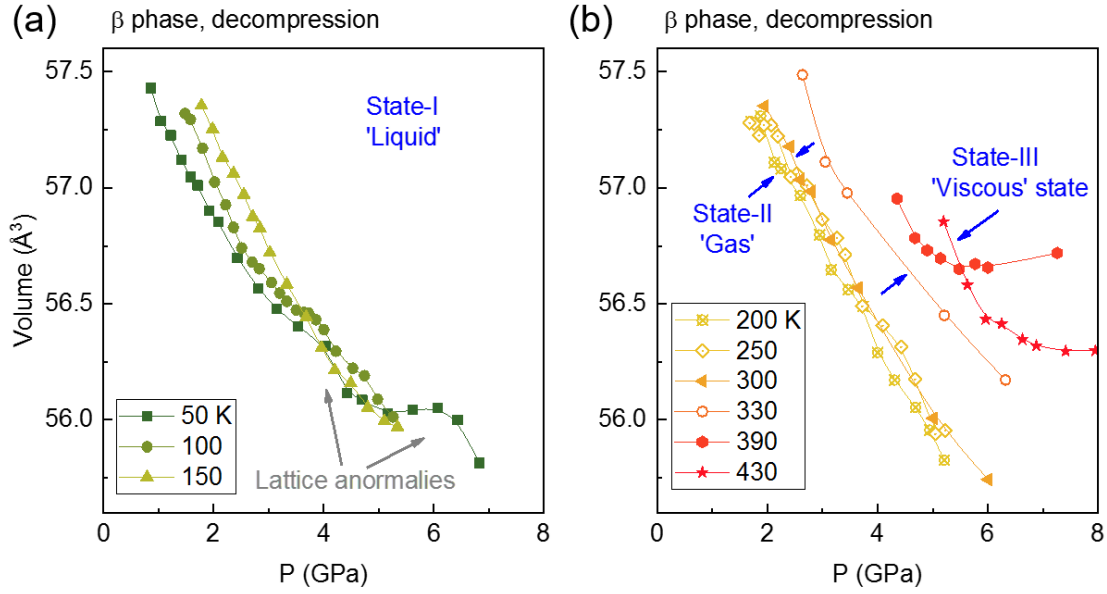 (a)
β phase, decompression
Volume (Å³)
57.5
57.0
56.5
56.0
State-I
'Liquid'
Lattice anomalies
50 K
100
150
0
2
4
6
8
P (GPa)
(b)
β phase, decompression
57.5
57.0
56.5
56.0
State-II
'Gas'
State-III
'Viscous' state
200 K
250
300
330
390
430
0
2
4
6
8
P (GPa)